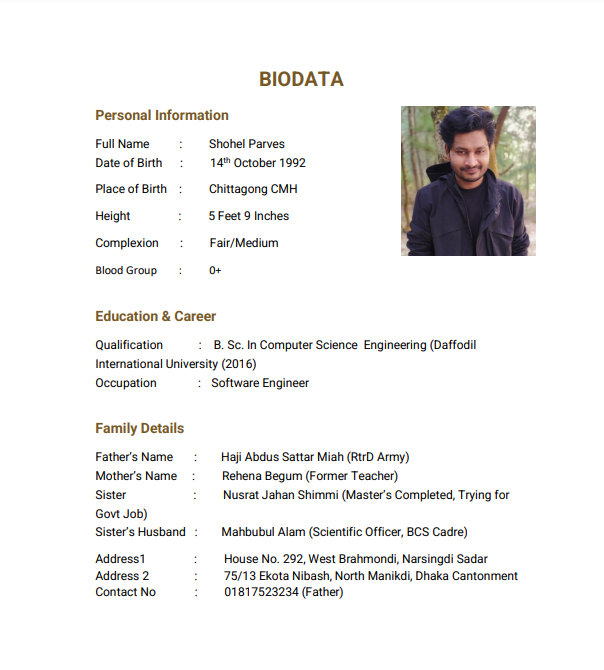 BIODATA
Personal Information
Full Name : Shohel Parves
Date of Birth : 14th October 1992
Place of Birth : Chittagong CMH
Height : 5 Feet 9 Inches
Complexion : Fair/Medium
Blood Group : 0+
Education & Career
Qualification : B. Sc. In Computer Science Engineering (Daffodil
International University (2016)
Occupation : Software Engineer
Family Details
Father's Name : Haji Abdus Sattar Miah (RtrD Army)
Mother's Name : Rehena Begum (Former Teacher)
Sister : Nusrat Jahan Shimmi (Master's Completed, Trying for
Govt Job)
Sister's Husband : Mahbubul Alam (Scientific Officer, BCS Cadre)
Address1 : House No. 292, West Brahmondi, Narsingdi Sadar
Address 2 : 75/13 Ekota Nibash, North Manikdi, Dhaka Cantonment
Contact No : 01817523234 (Father)